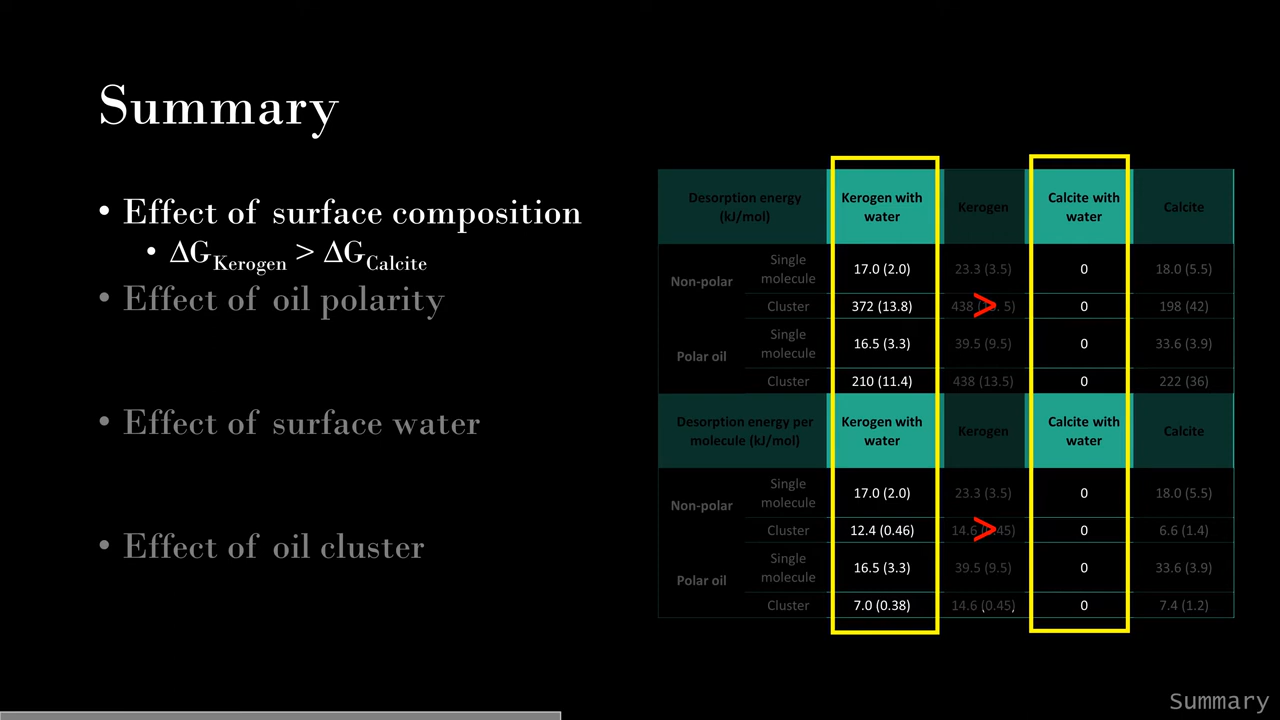 Summary
• Effect of surface composition
• ΔGKerogen > ΔGCalcite
• Effect of oil polarity
• Effect of surface water
• Effect of oil cluster
Desorption energy
(kJ/mol)
Kerogen with
water
Kerogen
Calcite with
water
Calcite
Non-polar
Single
molecule
17.0 (2.0)
23.3 (3.5)
0
18.0 (5.5)
Cluster
372 (13.8)
>
0
198 (42)
Polar oil
Single
molecule
16.5 (3.3)
39.5 (9.5)
0
33.6 (3.9)
Cluster
210 (11.4)
438 (13.5)
0
222 (36)
Desorption energy per
molecule (kJ/mol)
Kerogen with
water
Kerogen
Calcite with
water
Calcite
Non-polar
Single
molecule
17.0 (2.0)
23.3 (3.5)
0
18.0 (5.5)
Cluster
12.4 (0.46)
>
0
6.6 (1.4)
Polar oil
Single
molecule
16.5 (3.3)
39.5 (9.5)
0
33.6 (3.9)
Cluster
7.0 (0.38)
14.6 (0.45)
0
7.4 (1.2)
Summary